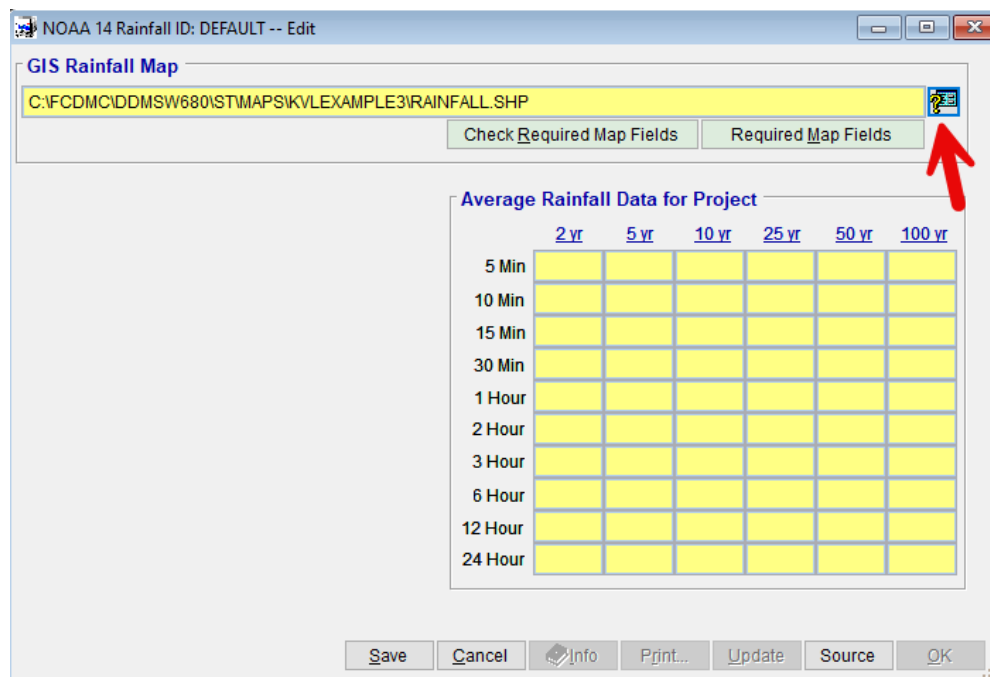 NOAA 14 Rainfall ID: DEFAULT -- Edit
GIS Rainfall Map
C:\FCDMC\DDMSW680\ST\MAPS\KVLEXAMPLE3\RAINFALL.SHP
Check Required Map Fields Required Map Fields
Average Rainfall Data for Project
2 yr 5 yr 10 yr 25 yr 50 yr 100 yr
5 Min
10 Min
15 Min
30 Min
1 Hour
2 Hour
3 Hour
6 Hour
12 Hour
24 Hour
Save Cancel Info Print... Update Source OK